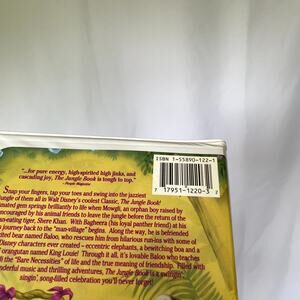 "...for pure energy, high-spirited high jinks, and
cascading joy, The Jungle Book is tough to top."
- People Magazine
ISBN 1-55890-122-1
7 17951 1220-3 2
Snap your fingers, tap your toes and swing into the jazziest
jungle of them all in Walt Disney's coolest Classic, The Jungle Book!
animated gem springs brilliantly to life when Mowgli, an orphan boy raised by
encouraged by his animal friends to leave the jungle before the return
man-eating tiger, Shere Khan. With Bagheera (his loyal panther friend) at his
journey back to the "man-village" begins. Along the way, he is befriended
bear named Baloo, who rescues him from hilarious run-ins with some of
Disney characters ever created - eccentric elephants, a bewitching boa and a
orangutan named King Louie! Through it all, it's lovable Baloo who teaches
the "Bare Necessities" of life and the true meaning of friendship. Filled with
wonderful music and thrilling adventures, The Jungle Book is a swingin',
singin', song-filled celebration you'll never forget!